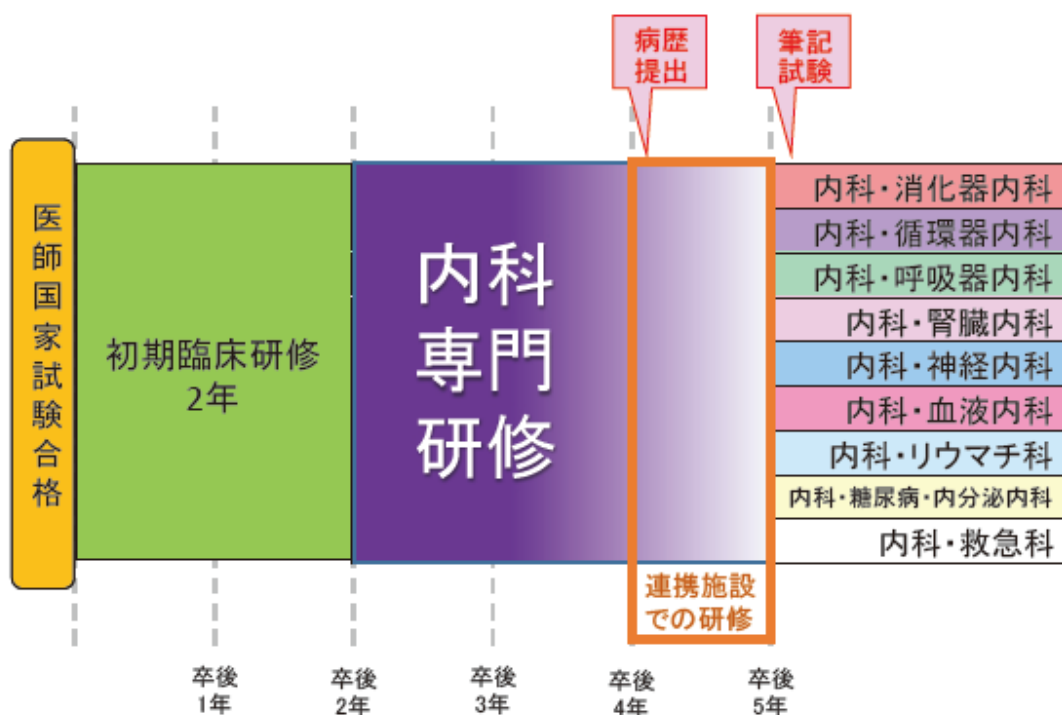 病歴
提出
筆記
試験
医師国家試験合格
初期臨床研修
2年
内科
専門
研修
連携施設
での研修
内科・消化器内科
内科・循環器内科
内科・呼吸器内科
内科・腎臓内科
内科・神経内科
内科・血液内科
内科・リウマチ科
内科・糖尿病・内分泌内科
内科・救急科
卒後
1年
卒後
2年
卒後
3年
卒後
4年
卒後
5年